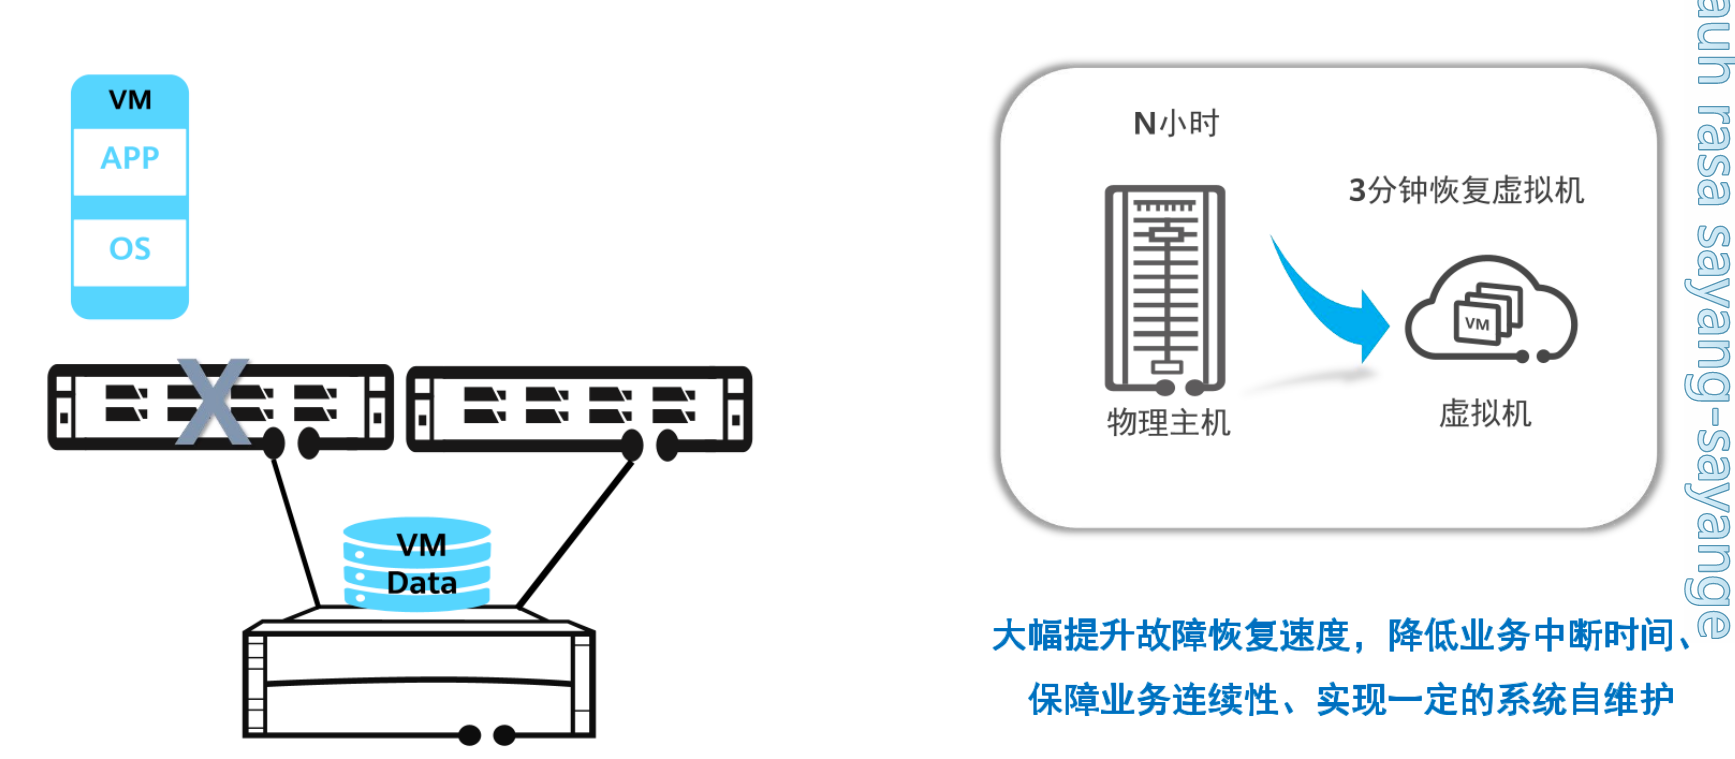 VM
APP
OS
X
VM
Data
N小时
3分钟恢复虚拟机
VM
物理主机
虚拟机
大幅提升故障恢复速度，降低业务中断时间、
保障业务连续性、实现一定的系统自维护
rasa sayang-sayange